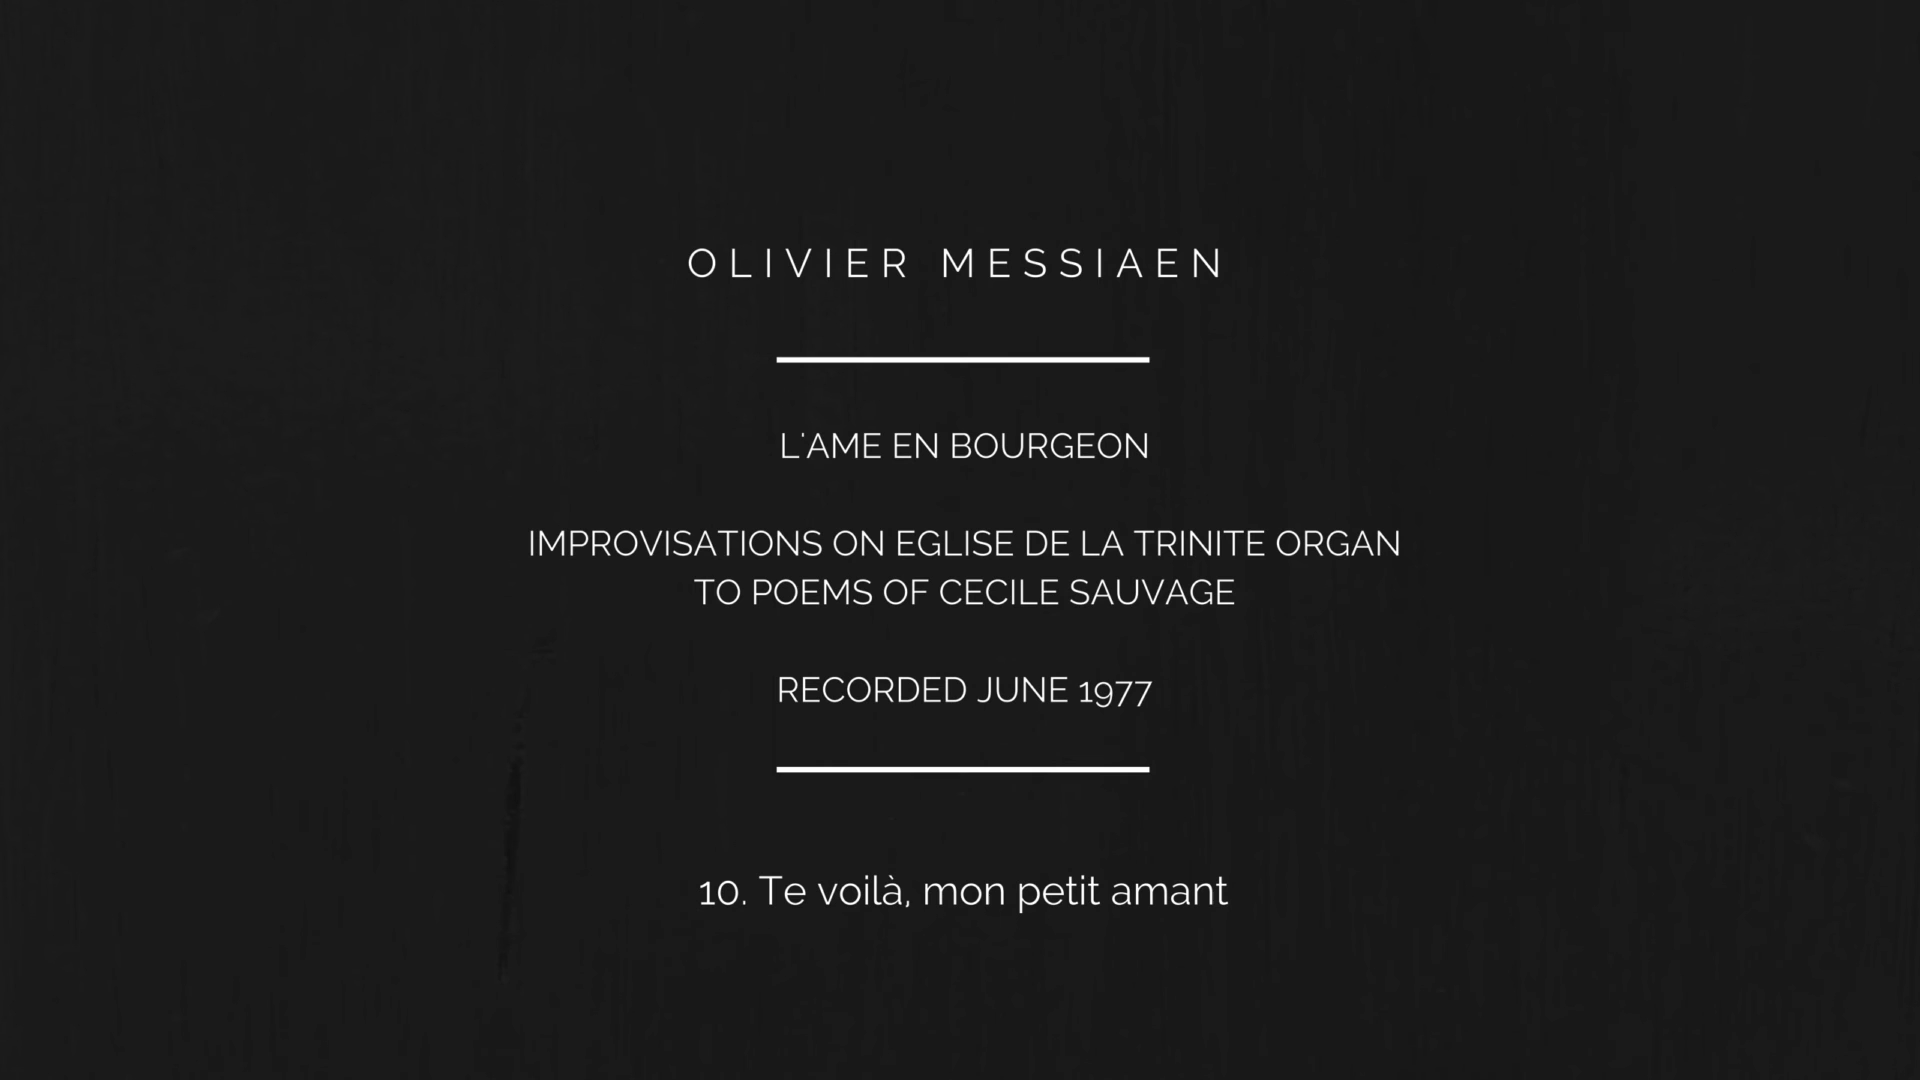 OLIVIER MESSIAEN
L'AME EN BOURGEON
IMPROVISATIONS ON EGLISE DE LA TRINITE ORGAN
TO POEMS OF CECILE SAUVAGE
RECORDED JUNE 1977
10. Te voilà, mon petit amant